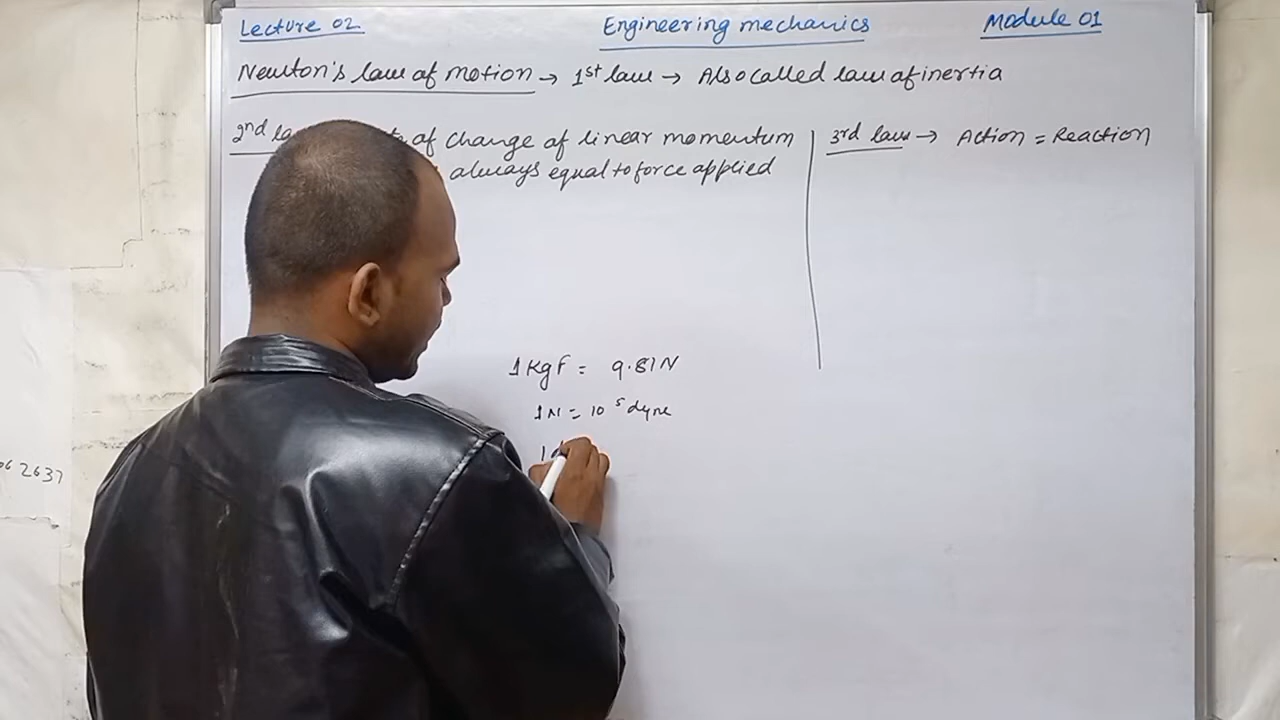 Lecture 02 Engineering mechanics Module 01
Newton's law of motion → 1st law → Also called law of inertia
2nd of change of linear momentum
always equal to force applied
3rd law → Action = Reaction
1 KgF = 9.81N
1N = 10⁵ dyne
1
062637